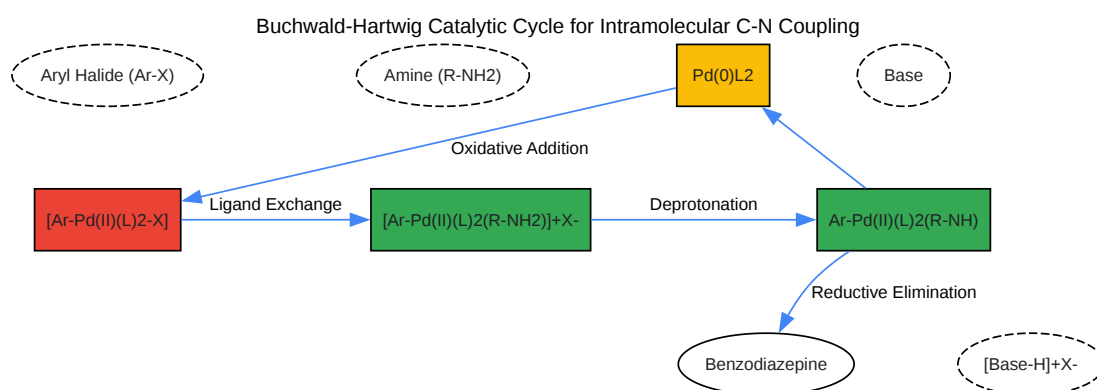 Buchwald-Hartwig Catalytic Cycle for Intramolecular C-N Coupling
Aryl Halide (Ar-X)
Amine (R-NH2)
Pd(0)L2
Base
Oxidative Addition
[Ar-Pd(II)(L)2-X]
Ligand Exchange
[Ar-Pd(II)(L)2(R-NH2)]+X-
Deprotonation
Ar-Pd(II)(L)2(R-NH)
Reductive Elimination
Benzodiazepine
[Base-H]+X-